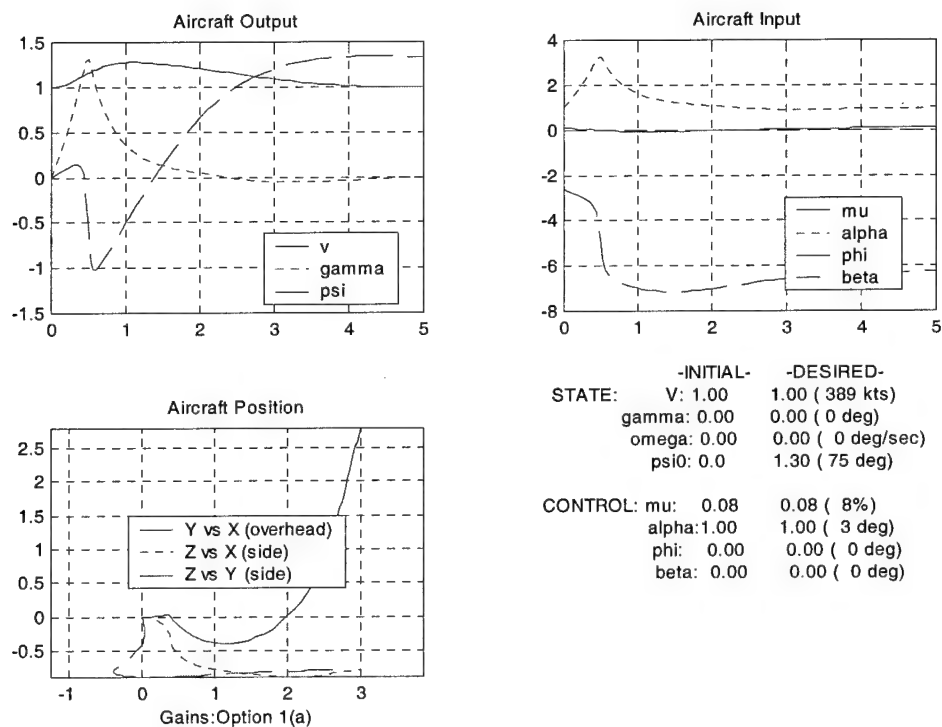 Aircraft Output
1.5
1
0.5
0
-0.5
-1
-1.5
0 1 2 3 4 5
v
gamma
psi
Aircraft Input
4
2
0
-2
-4
-6
-8
0 1 2 3 4 5
mu
alpha
phi
beta
Aircraft Position
2.5
2
1.5
1
0.5
0
-0.5
-1 0 1 2 3
Y vs X (overhead)
Z vs X (side)
Z vs Y (side)
Gains:Option 1(a)
-INITIAL- -DESIRED-
STATE: V: 1.00 1.00 ( 389 kts)
gamma: 0.00 0.00 ( 0 deg)
omega: 0.00 0.00 ( 0 deg/sec)
psi0: 0.0 1.30 ( 75 deg)
CONTROL: mu: 0.08 0.08 ( 8%)
alpha:1.00 1.00 ( 3 deg)
phi: 0.00 0.00 ( 0 deg)
beta: 0.00 0.00 ( 0 deg)